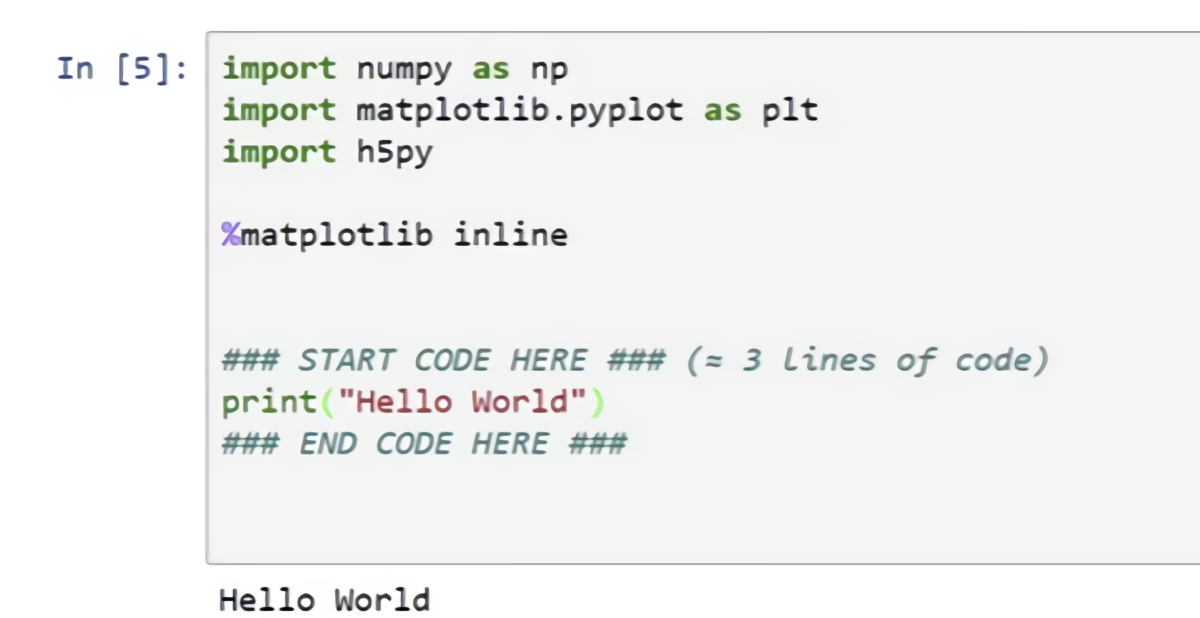 In [5]:
import numpy as np
import matplotlib.pyplot as plt
import h5py
%matplotlib inline
### START CODE HERE ### (≈ 3 lines of code)
print("Hello World")
### END CODE HERE ###
Hello World